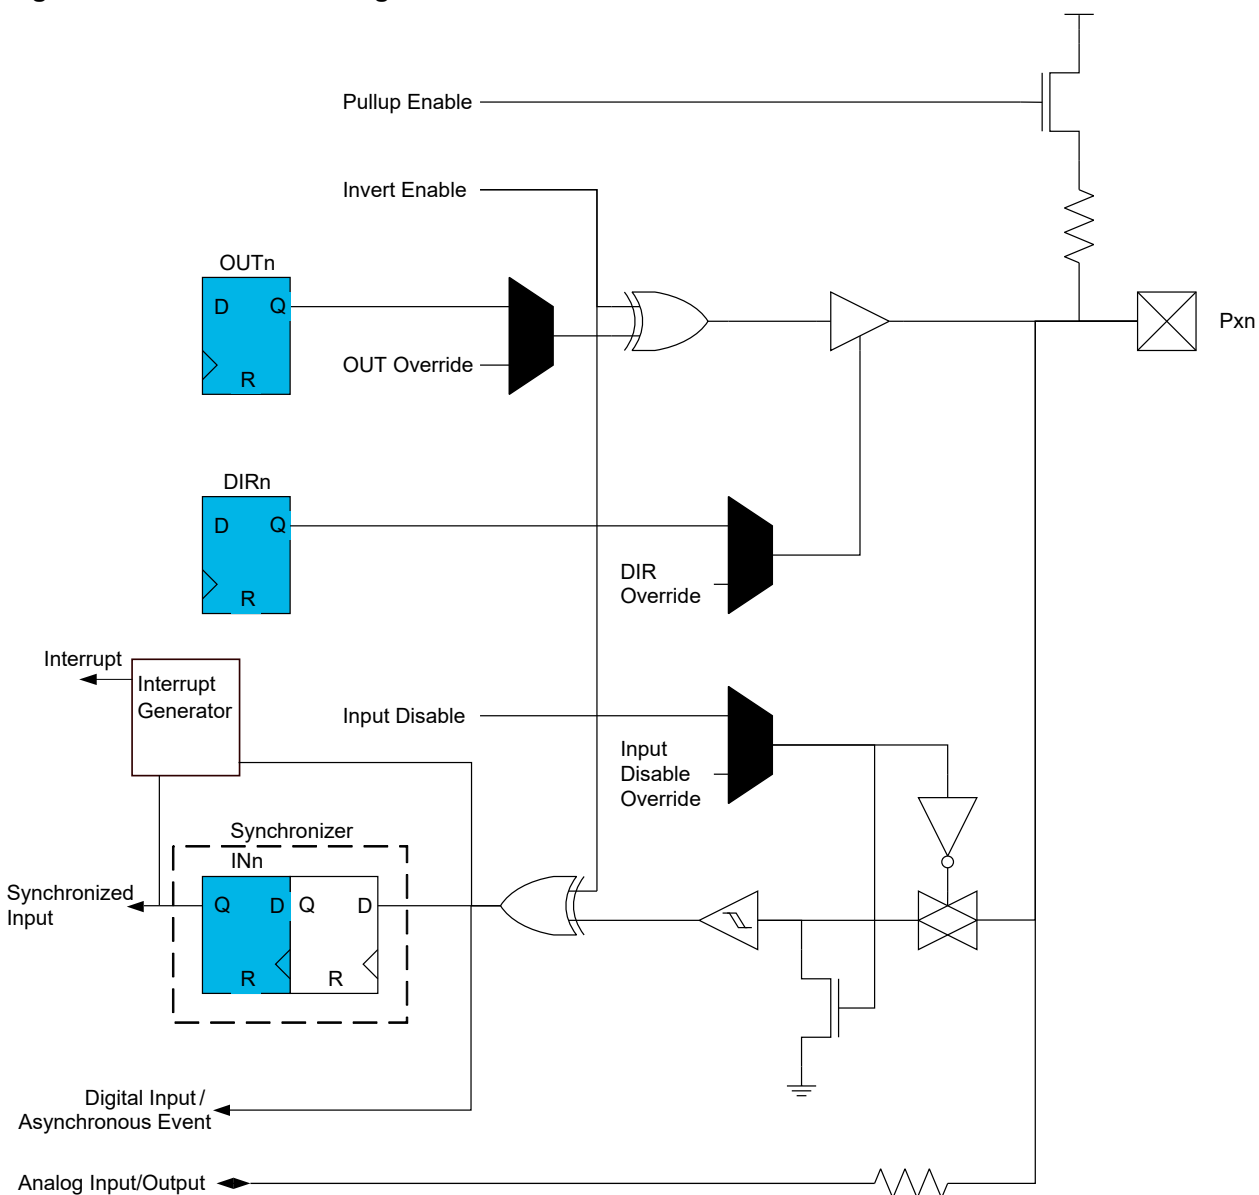 Pullup Enable
Invert Enable
OUTn
D Q
R
OUT Override
Pxn
DIRn
D Q
R
DIR
Override
Interrupt
Interrupt
Generator
Input Disable
Input
Disable
Override
Synchronizer
INn
Synchronized
Input
Q D Q D
R R
Digital Input /
Asynchronous Event
Analog Input/Output